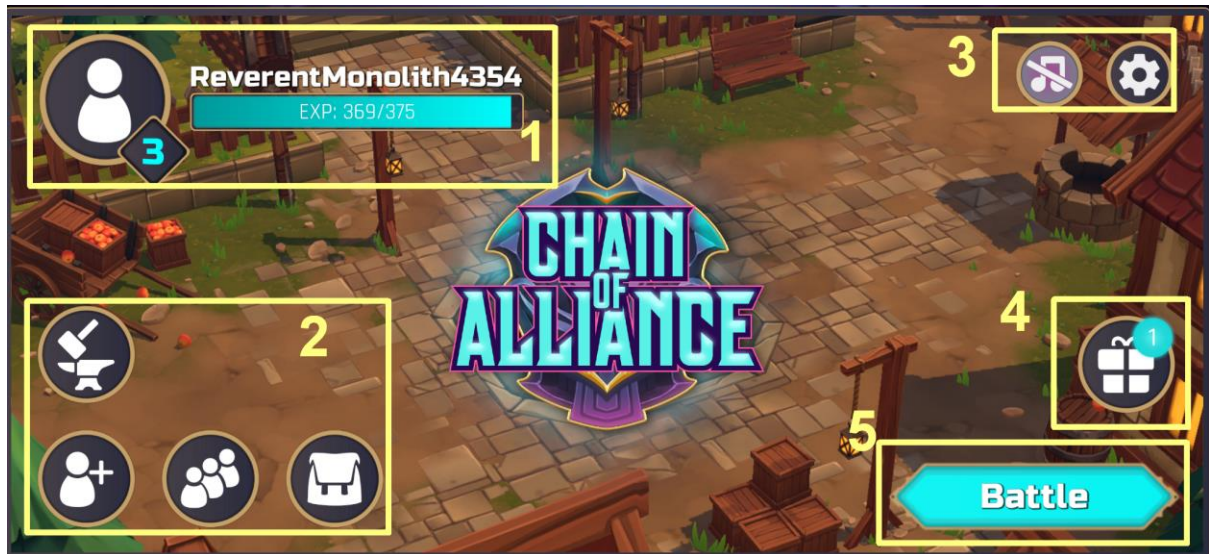 ReverentMonolith4354
EXP: 369/375
3
1
3
CHAIN
OF
ALLIANCE
2
4
1
5
Battle